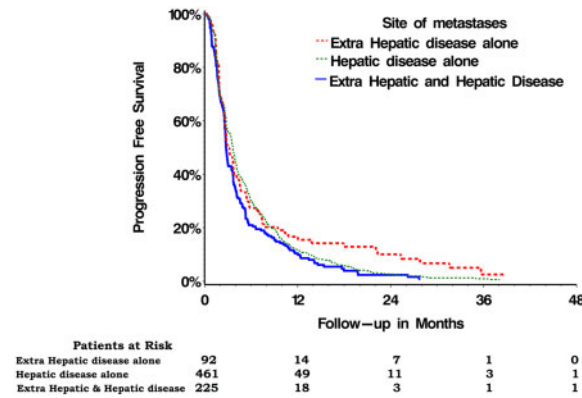 100%
80%
60%
40%
20%
0%
Progression Free Survival
Site of metastases
Extra Hepatic disease alone
Hepatic disease alone
Extra Hepatic and Hepatic Disease
0 12 24 36 48
Follow-up in Months
Patients at Risk
Extra Hepatic disease alone 92 14 7 1 0
Hepatic disease alone 461 49 11 3 1
Extra Hepatic & Hepatic disease 225 18 3 1 1